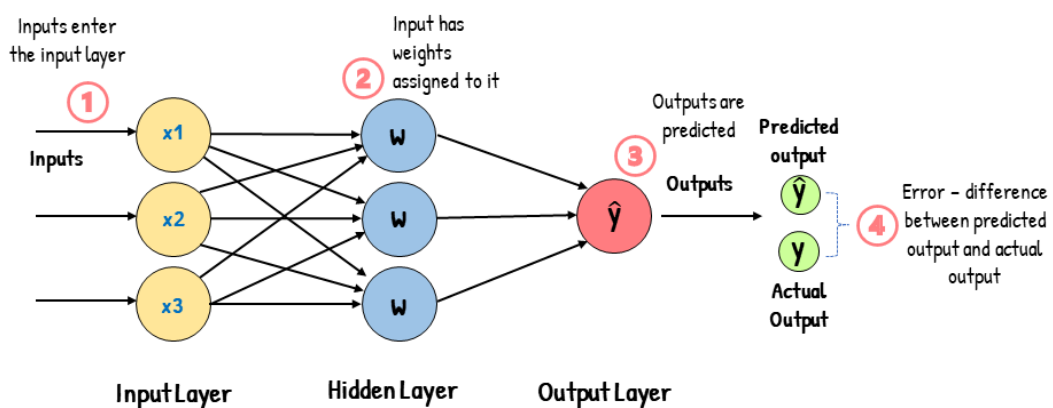 Inputs enter
the input layer
1
Inputs
x1
x2
x3
Input Layer
2
Input has
weights
assigned to it
w
w
w
Hidden Layer
Outputs are
predicted
3
ŷ
Outputs
Output Layer
Predicted
output
ŷ
y
Actual
Output
4
Error - difference
between predicted
output and actual
output